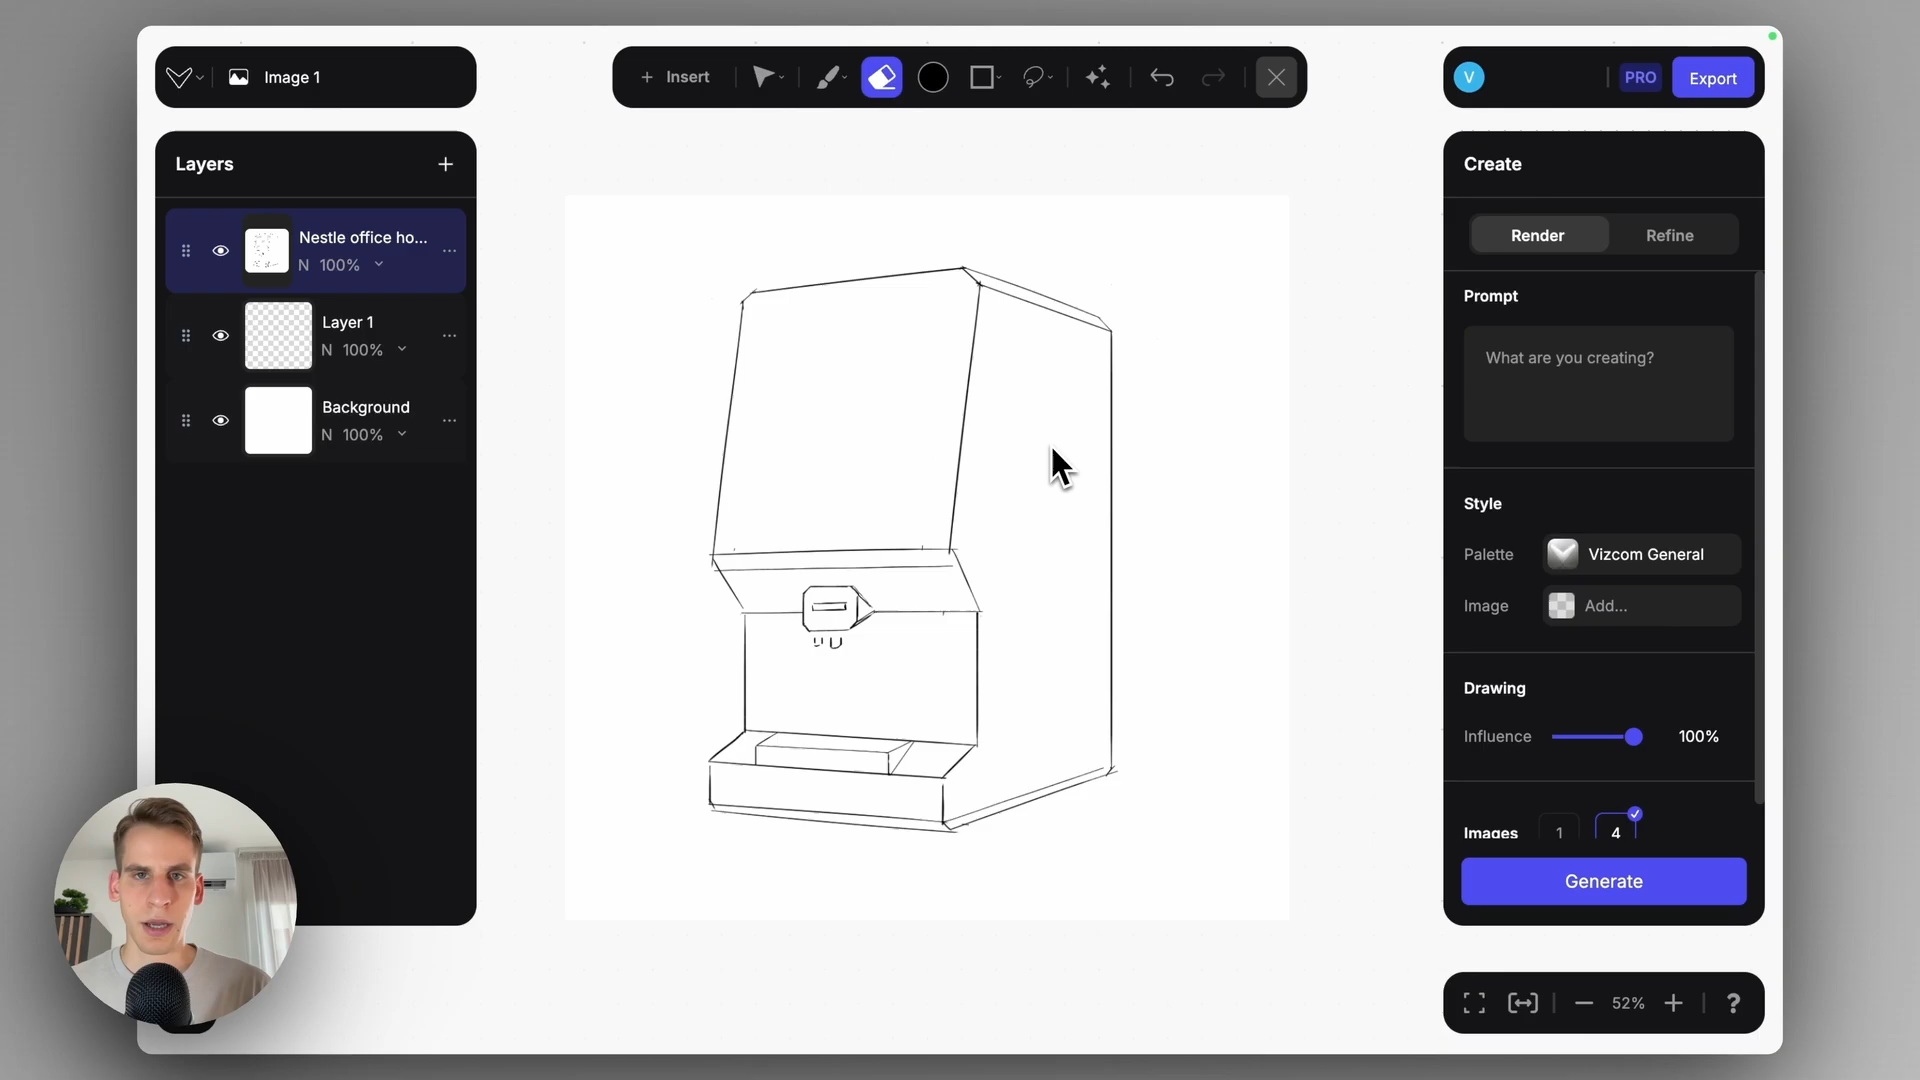 Image 1
Insert
V
PRO
Export
Layers
Nestle office ho...
N 100%
Layer 1
N 100%
Background
N 100%
Create
Render
Refine
Prompt
What are you creating?
Style
Palette
Vizcom General
Image
Add...
Drawing
Influence
100%
Images
1
4
Generate
52%
?